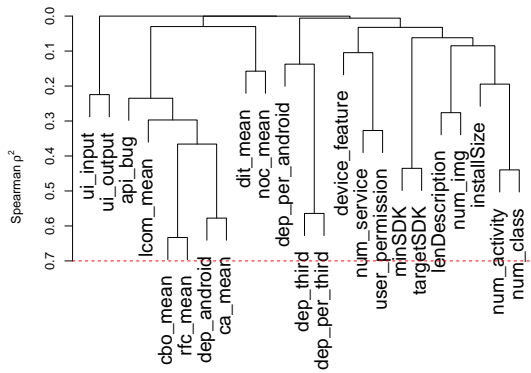 0.0
0.1
0.2
0.3
0.4
0.5
0.6
0.7
Spearman ρ²
ui_input
ui_output
api_bug
lcom_mean
cbo_mean
rfc_mean
dep_android
ca_mean
dit_mean
noc_mean
dep_per_android
dep_third
dep_per_third
device_feature
num_service
user_permission
minSDK
targetSDK
lenDescription
num_img
installSize
num_activity
num_class